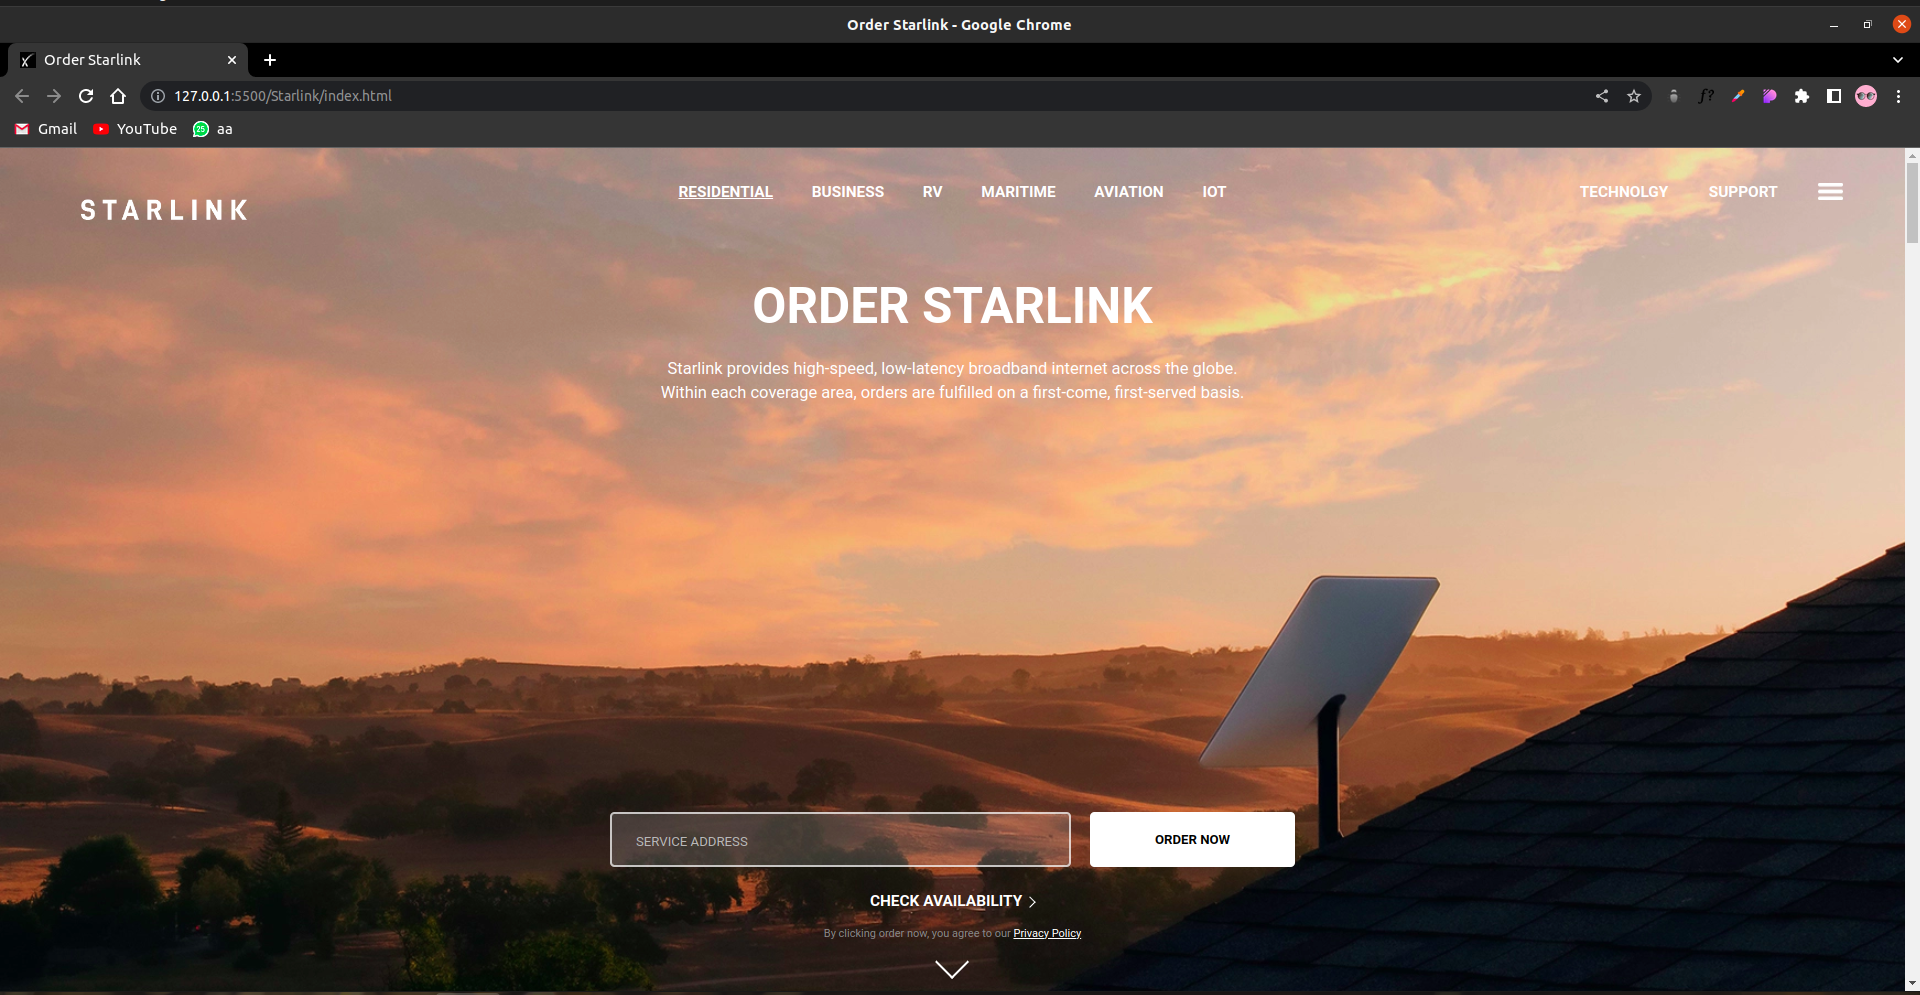 Order Starlink - Google Chrome
Order Starlink
127.0.0.1:5500/Starlink/index.html
f?
Gmail YouTube 25 aa
STARLINK
RESIDENTIAL BUSINESS RV MARITIME AVIATION IOT
TECHNOLGY SUPPORT
ORDER STARLINK
Starlink provides high-speed, low-latency broadband internet across the globe.
Within each coverage area, orders are fulfilled on a first-come, first-served basis.
SERVICE ADDRESS
ORDER NOW
CHECK AVAILABILITY
By clicking order now, you agree to our Privacy Policy